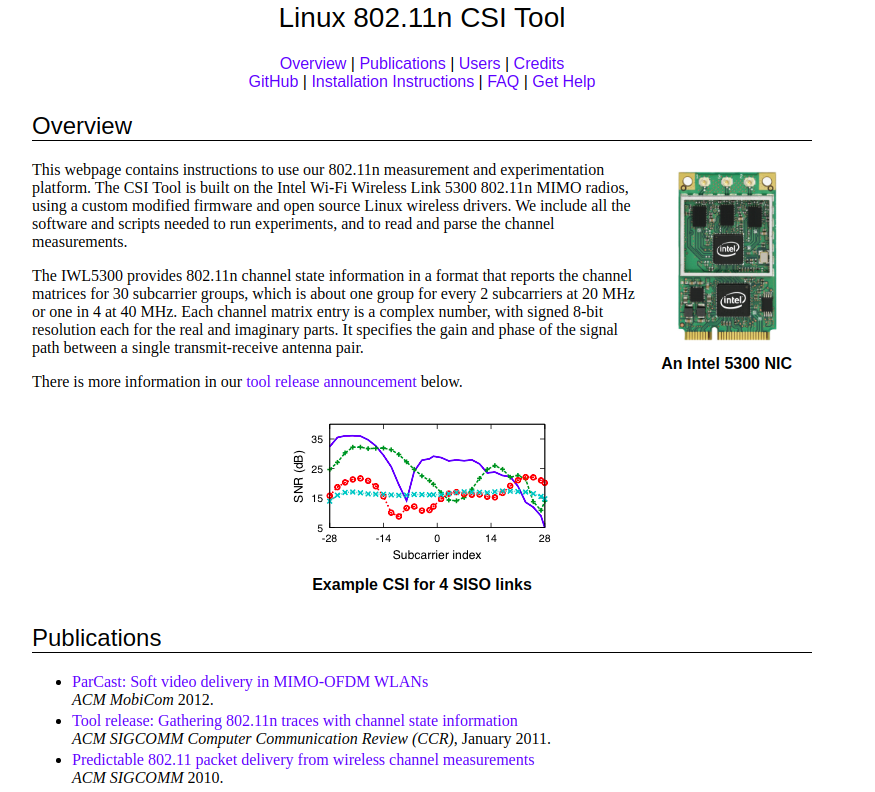 Linux 802.11n CSI Tool
Overview | Publications | Users | Credits
GitHub | Installation Instructions | FAQ | Get Help
Overview
This webpage contains instructions to use our 802.11n measurement and experimentation
platform. The CSI Tool is built on the Intel Wi-Fi Wireless Link 5300 802.11n MIMO radios,
using a custom modified firmware and open source Linux wireless drivers. We include all the
software and scripts needed to run experiments, and to read and parse the channel
measurements.
The IWL5300 provides 802.11n channel state information in a format that reports the channel
matrices for 30 subcarrier groups, which is about one group for every 2 subcarriers at 20 MHz
or one in 4 at 40 MHz. Each channel matrix entry is a complex number, with signed 8-bit
resolution each for the real and imaginary parts. It specifies the gain and phase of the signal
path between a single transmit-receive antenna pair.
There is more information in our tool release announcement below.
intel
intel
An Intel 5300 NIC
SNR (dB)
35
25
15
5
-28 -14 0 14 28
Subcarrier index
Example CSI for 4 SISO links
Publications
• ParCast: Soft video delivery in MIMO-OFDM WLANs
ACM MobiCom 2012.
• Tool release: Gathering 802.11n traces with channel state information
ACM SIGCOMM Computer Communication Review (CCR), January 2011.
• Predictable 802.11 packet delivery from wireless channel measurements
ACM SIGCOMM 2010.